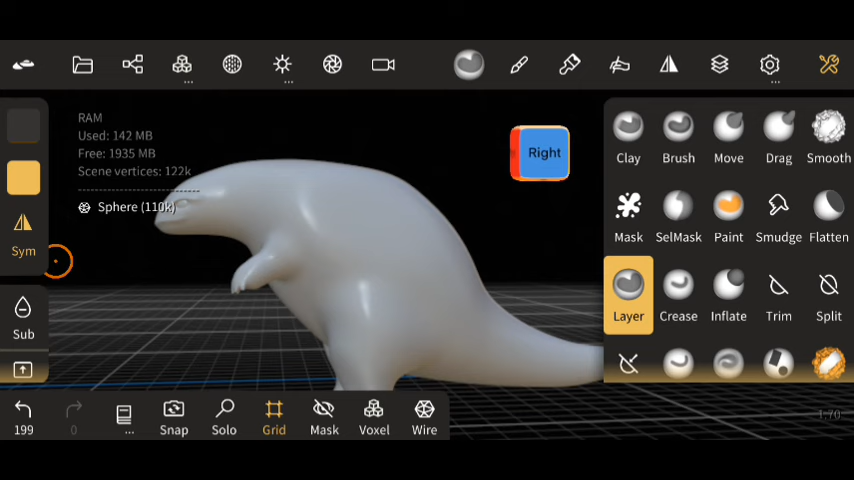 RAM
Used: 142 MB
Free: 1935 MB
Scene vertices: 122k
--------------------
Sphere (110k)
Right
Sym
Sub
Clay Brush Move Drag Smooth
Mask SelMask Paint Smudge Flatten
Layer Crease Inflate Trim Split
1.70
199 0 ... Snap Solo Grid Mask Voxel Wire